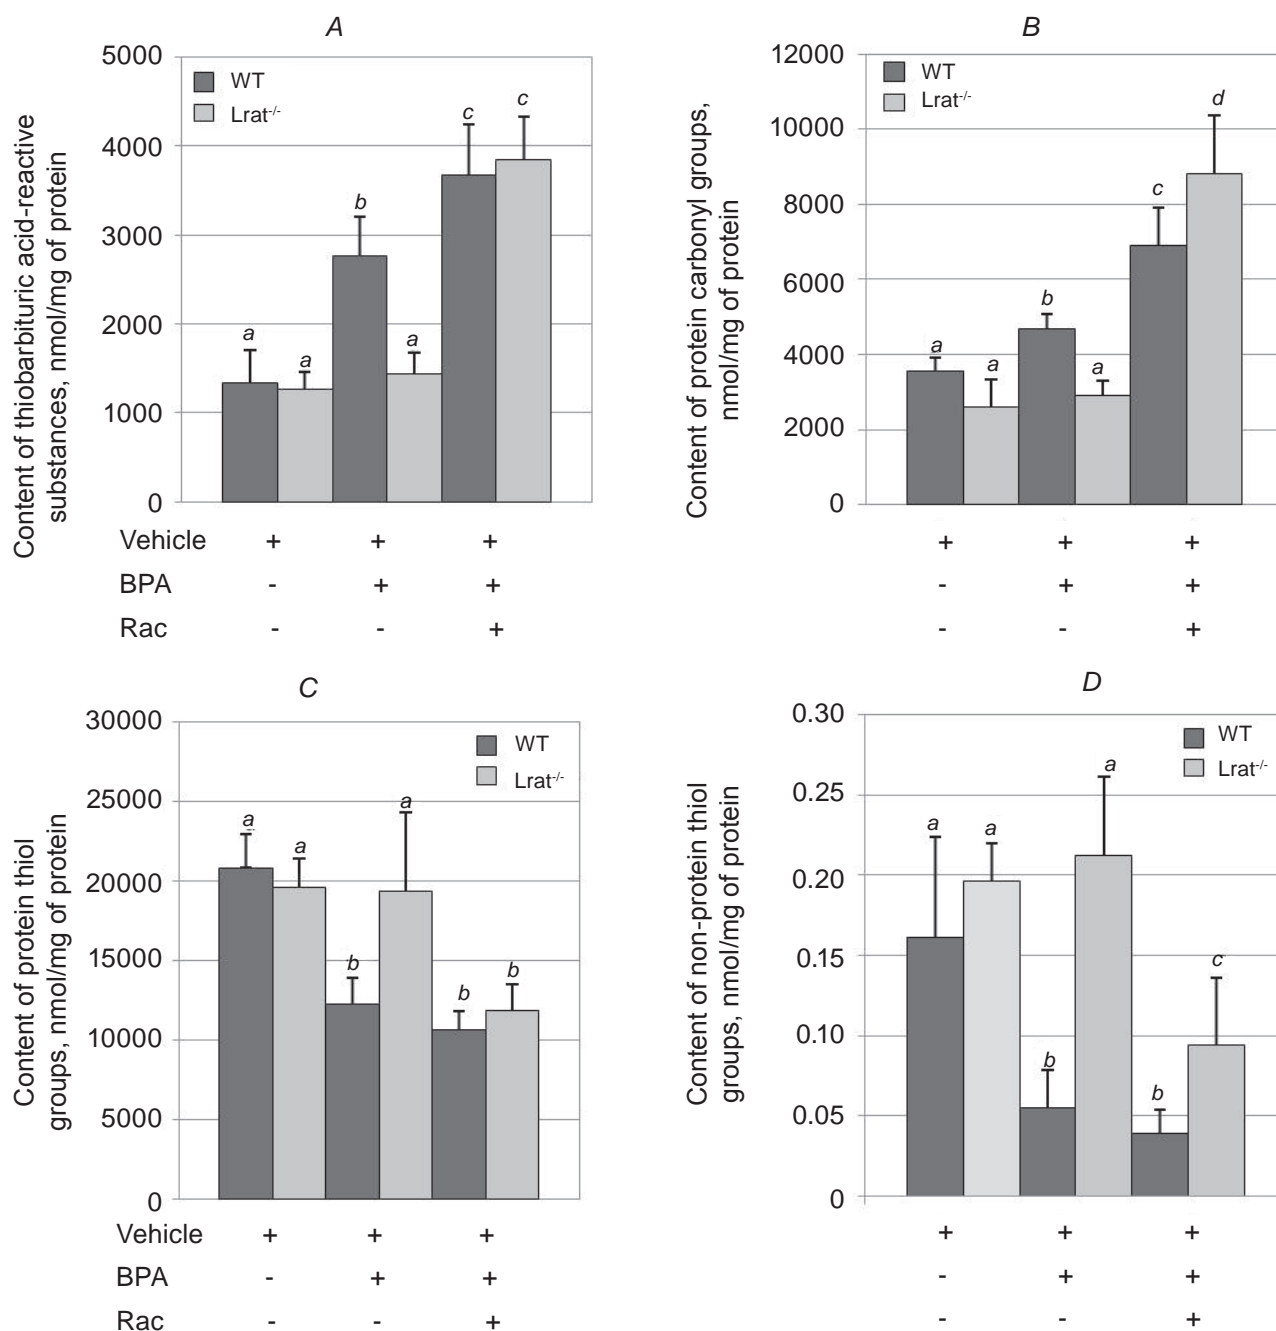 A
Content of thiobarbituric acid-reactive
substances, nmol/mg of protein
5000
4000
3000
2000
1000
0
WT
Lrat-/-
a
a
b
a
c
c
Vehicle + + +
BPA - + +
Rac - - +
B
Content of protein carbonyl groups,
nmol/mg of protein
12000
10000
8000
6000
4000
2000
0
WT
Lrat-/-
a
a
b
a
c
d
+ + +
- + +
- - +
C
Content of protein thiol
groups, nmol/mg of protein
30000
25000
20000
15000
10000
5000
0
WT
Lrat-/-
a
a
b
a
b
b
Vehicle + + +
BPA - + +
Rac - - +
D
Content of non-protein thiol
groups, nmol/mg of protein
0.30
0.25
0.20
0.15
0.10
0.05
0
WT
Lrat-/-
a
a
b
a
b
c
+ + +
- + +
- - +